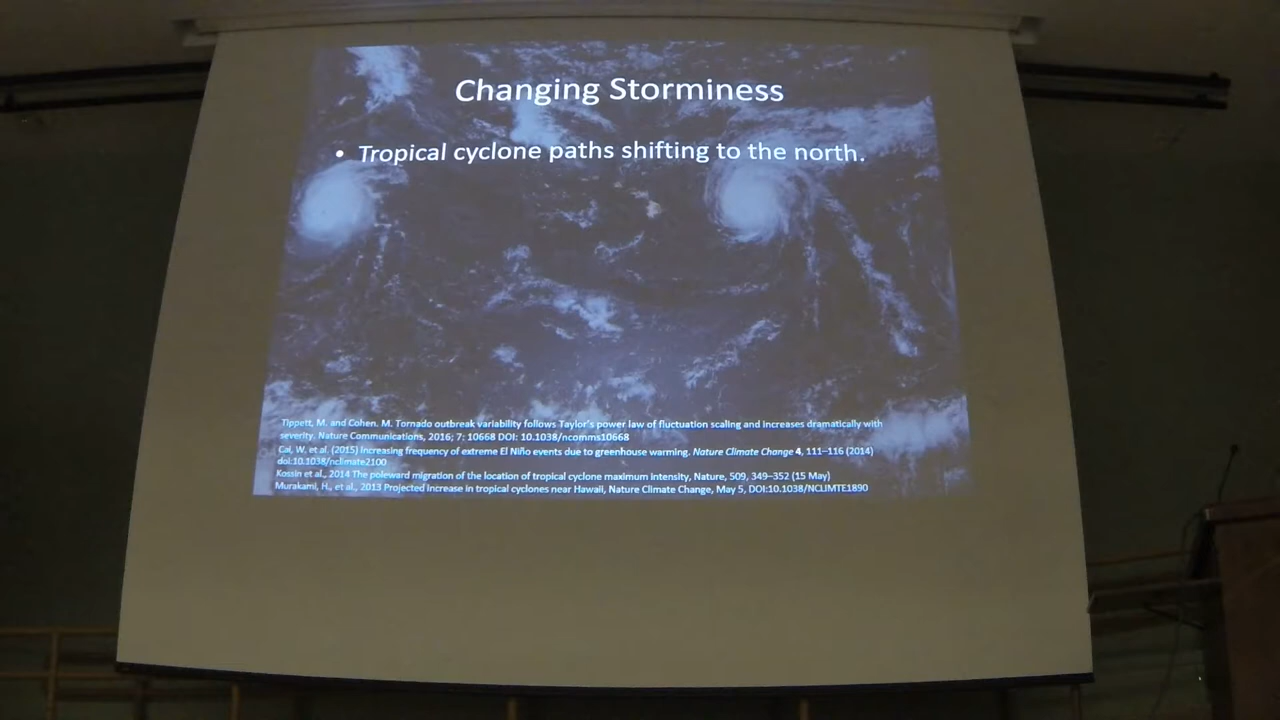 Changing Storminess
• Tropical cyclone paths shifting to the north.
Tippett, M. and Cohen. M. Tornado outbreak variability follows Taylor's power law of fluctuation scaling and increases dramatically with
severity. Nature Communications, 2016; 7: 10668 DOI: 10.1038/ncomms10668
Cai, W. et al. (2015) Increasing frequency of extreme El Niño events due to greenhouse warming. Nature Climate Change 4, 111–116 (2014)
doi:10.1038/nclimate2100
Kossin et al., 2014 The poleward migration of the location of tropical cyclone maximum intensity, Nature, 509, 349–352 (15 May)
Murakami, H., et al., 2013 Projected increase in tropical cyclones near Hawaii, Nature Climate Change, May 5, DOI:10.1038/NCLIMTE1890